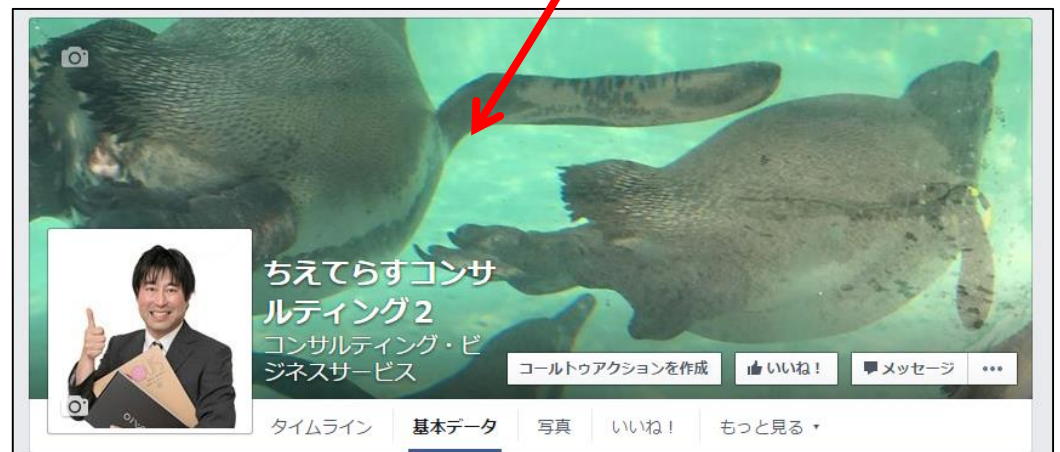 ちえてらすコンサ
ルティング２
コンサルティング・ビ
ジネスサービス
コールトゥアクションを作成
いいね！
メッセージ
タイムライン
基本データ
写真
いいね！
もっと見る